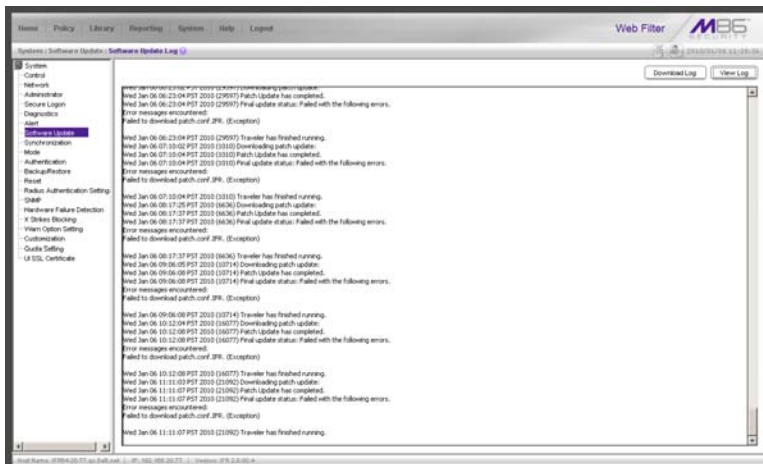 Home Policy Library Reporting System Help Logout
Web Filter
M86
SECURITY
System : Software Update : Software Update Log
Download Log View Log
System
Control
Network
Administrator
Secure Logon
Diagnostics
Alert
Software Update
Synchronization
Mode
Authentication
Backup/Restore
Reset
Radius Authentication Setting
SNMP
Hardware Failure Detection
X Strikes Blocking
Warn Option Setting
Customization
Quota Setting
UI SSL Certificate
Wed Jan 06 06:23:04 PST 2010 (29597) Patch Update has completed.
Wed Jan 06 06:23:04 PST 2010 (29597) Final update status: Failed with the following errors.
Error messages encountered:
Failed to download patch.conf.IFR. (Exception)
Wed Jan 06 06:23:04 PST 2010 (29597) Traveler has finished running.
Wed Jan 06 07:10:02 PST 2010 (1010) Downloading patch update:
Wed Jan 06 07:10:04 PST 2010 (1010) Patch Update has completed.
Wed Jan 06 07:10:04 PST 2010 (1010) Final update status: Failed with the following errors.
Error messages encountered:
Failed to download patch.conf.IFR. (Exception)
Wed Jan 06 07:10:04 PST 2010 (1010) Traveler has finished running.
Wed Jan 06 08:17:25 PST 2010 (6636) Downloading patch update:
Wed Jan 06 08:17:37 PST 2010 (6636) Patch Update has completed.
Wed Jan 06 08:17:37 PST 2010 (6636) Final update status: Failed with the following errors.
Error messages encountered:
Failed to download patch.conf.IFR. (Exception)
Wed Jan 06 08:17:37 PST 2010 (6636) Traveler has finished running.
Wed Jan 06 09:06:05 PST 2010 (10714) Downloading patch update:
Wed Jan 06 09:06:08 PST 2010 (10714) Patch Update has completed.
Wed Jan 06 09:06:08 PST 2010 (10714) Final update status: Failed with the following errors.
Error messages encountered:
Failed to download patch.conf.IFR. (Exception)
Wed Jan 06 09:06:08 PST 2010 (10714) Traveler has finished running.
Wed Jan 06 10:12:04 PST 2010 (16077) Downloading patch update:
Wed Jan 06 10:12:08 PST 2010 (16077) Patch Update has completed.
Wed Jan 06 10:12:08 PST 2010 (16077) Final update status: Failed with the following errors.
Error messages encountered:
Failed to download patch.conf.IFR. (Exception)
Wed Jan 06 10:12:08 PST 2010 (16077) Traveler has finished running.
Wed Jan 06 11:11:03 PST 2010 (21092) Downloading patch update:
Wed Jan 06 11:11:07 PST 2010 (21092) Patch Update has completed.
Wed Jan 06 11:11:07 PST 2010 (21092) Final update status: Failed with the following errors.
Error messages encountered:
Failed to download patch.conf.IFR. (Exception)
Wed Jan 06 11:11:07 PST 2010 (21092) Traveler has finished running.